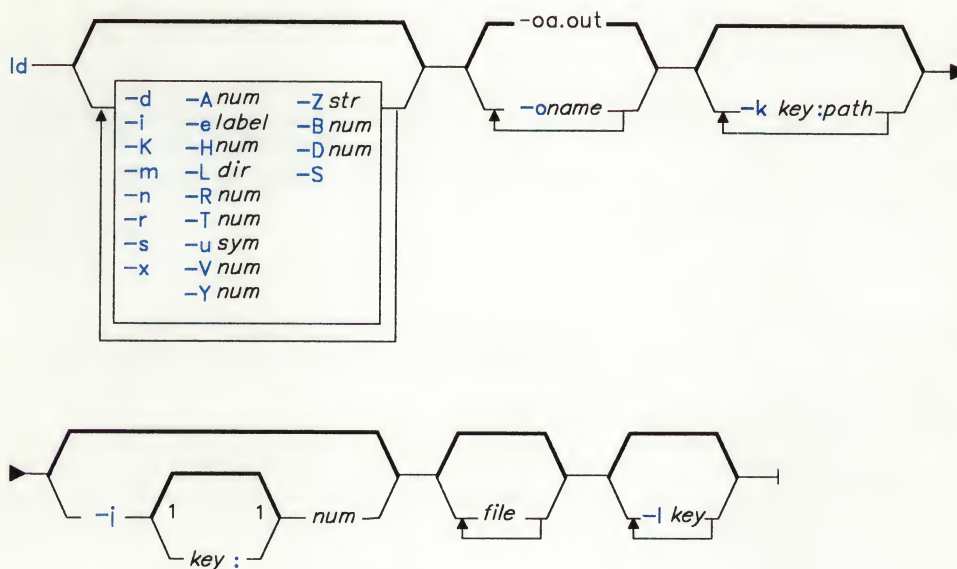 -oa.out
ld
-d -A num -Z str
-i -e label -B num
-K -H num -D num
-m -L dir -S
-n -R num
-r -T num
-s -u sym
-x -V num
-Y num
-oname
-k key:path
-j 1 1 num
key :
file
-l key